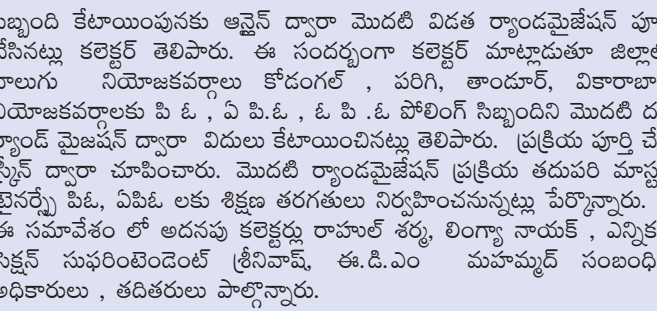 సిబ్బంది కేటాయింపునకు ఆన్లైన్ ద్వారా మొదటి విడత ర్యాండమైజేషన్ పూ
చేసినట్లు కలెక్టర్ తెలిపారు. ఈ సందర్బంగా కలెక్టర్ మాట్లాడుతూ జిల్లాల
నాలుగు నియోజకవర్గాలు కోడంగల్ , పరిగి, తాండూర్, వికారాబా
నియోజకవర్గాలకు పి ఓ , ఏ పి.ఓ , ఓ పి .ఓ పోలింగ్ సిబ్బందిని మొదటి ద
ర్యాండ్ మైజషన్ ద్వారా విదులు కేటాయించినట్లు తెలిపారు. ప్రక్రియ పూర్తి చే
స్క్రీన్ ద్వారా చూపించారు. మొదటి ర్యాండమైజేషన్ ప్రక్రియ తదుపరి మాస్ట
ట్రైనర్స్చే పిఓ, ఏపిఓ లకు శిక్షణ తరగతులు నిర్వహించనున్నట్లు పేర్కొన్నారు.
ఈ సమావేశం లో అదనపు కలెక్టర్లు రాహుల్ శర్మ, లింగ్యా నాయక్ , ఎన్నిక
సెక్షన్ సుఫరింటెండెంట్ శ్రీనివాష్, ఈ.డి.ఎం మహమ్మద్ సంబంధి
అధికారులు , తదితరులు పాల్గొన్నారు.